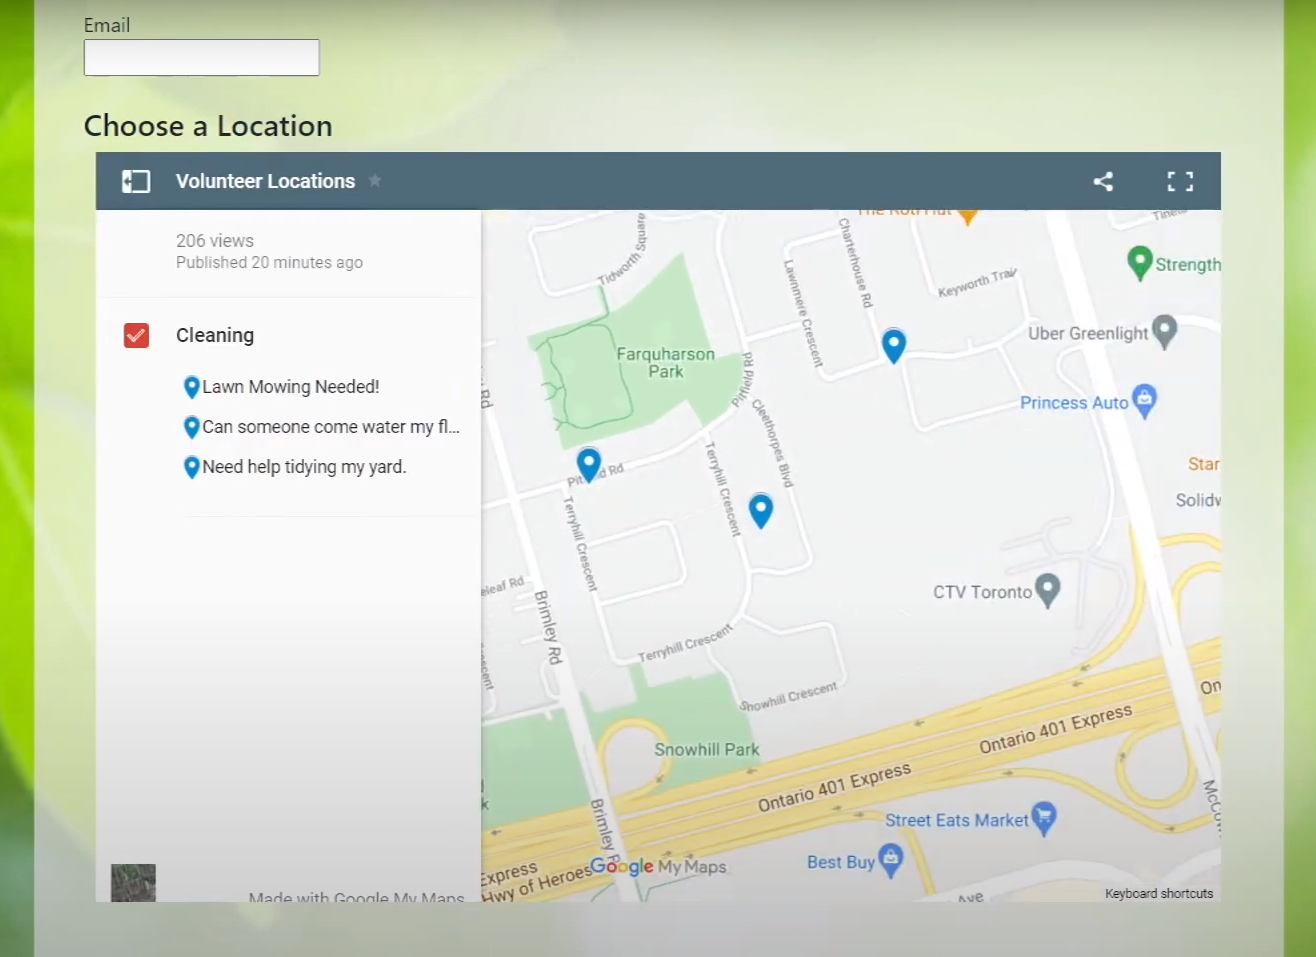 Email
Choose a Location
Volunteer Locations
206 views
Published 20 minutes ago
Cleaning
Lawn Mowing Needed!
Can someone come water my fl...
Need help tidying my yard.
Made with Google My Maps
Tidworth Square
Charterhouse Rd
Lawnmere Crescent
Keyworth Trail
Strength
Uber Greenlight
Farquharson
Park
Pitfield Rd
Princess Auto
Cleethorpes Blvd
Rd
Star
Pitfield Rd
Terryhill Crescent
Solidw
Terryhill Crescent
CTV Toronto
eleaf Rd
Brimley Rd
Terryhill Crescent
Snowhill Crescent
On
Ontario 401 Express
Snowhill Park
Ontario 401 Express
k
Brimley R
McCow
Street Eats Market
Best Buy
Express
Hwy of Heroes
Google My Maps
Ave
Keyboard shortcuts